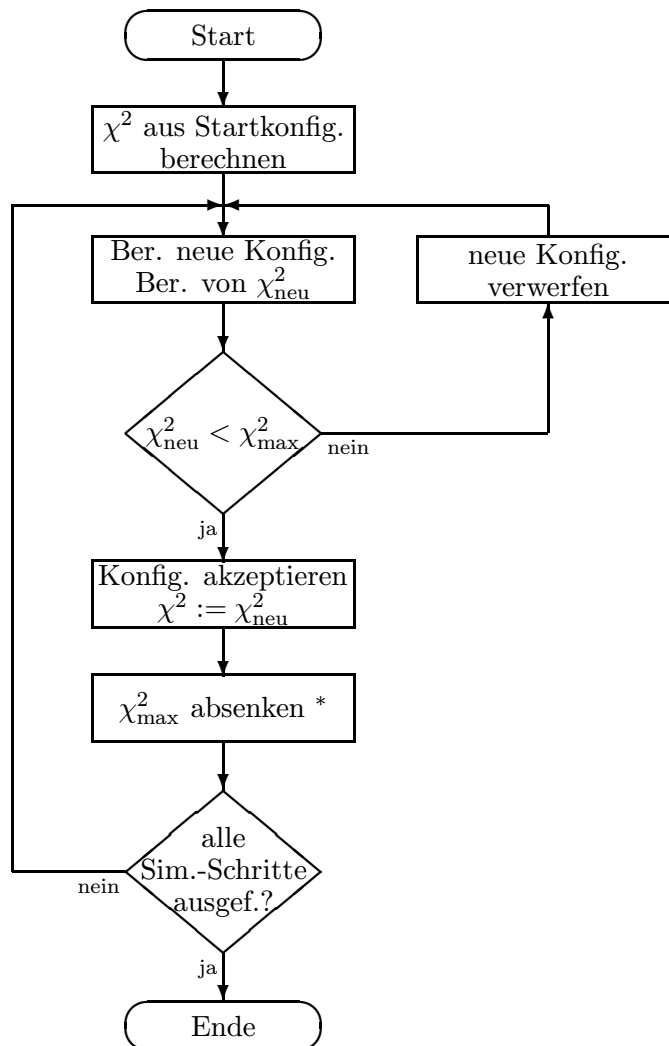 Start
χ² aus Startkonfig.
berechnen
Ber. neue Konfig.
Ber. von χ²neu
neue Konfig.
verwerfen
χ²neu < χ²max
nein
ja
Konfig. akzeptieren
χ² := χ²neu
χ²max absenken *
alle
Sim.-Schritte
ausgef.?
nein
ja
Ende